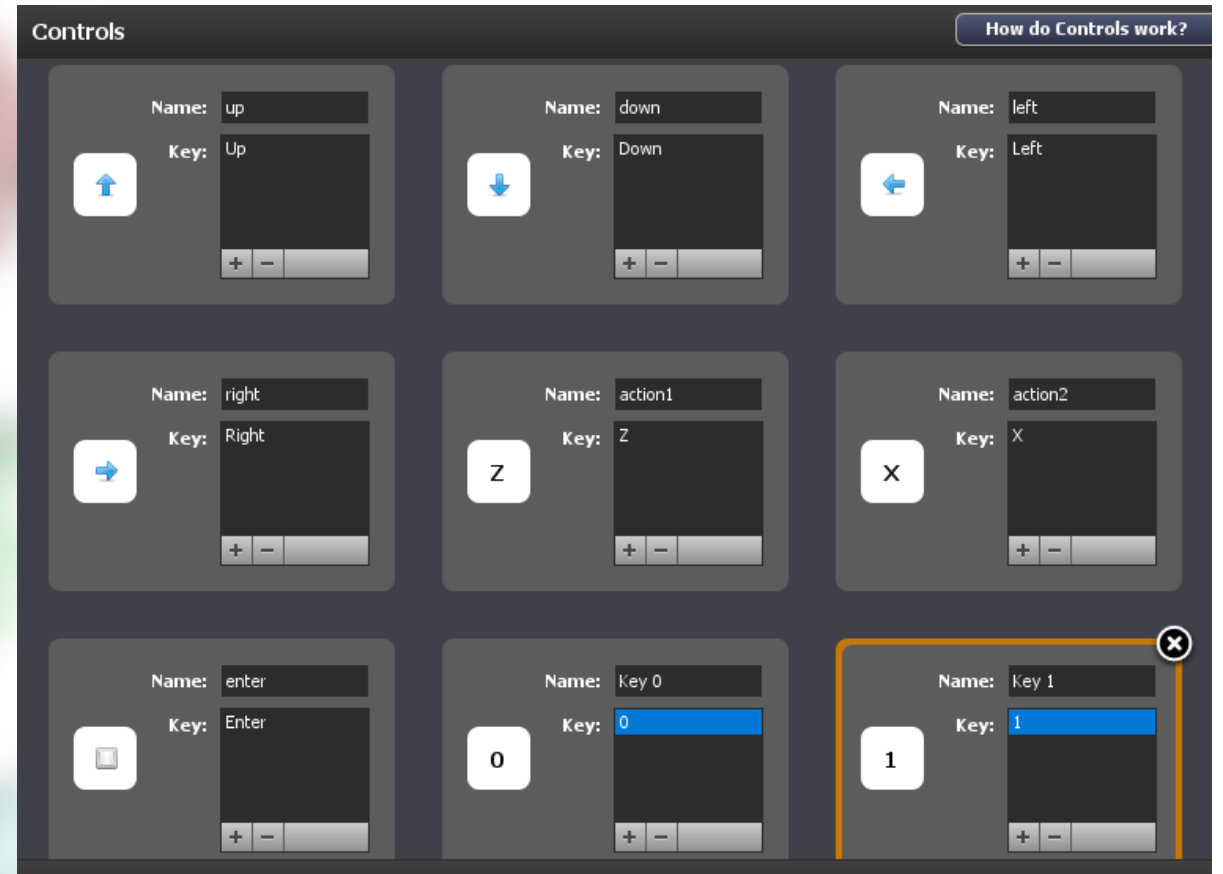 Controls
How do Controls work?
Name: up
Key: Up
+ −
Name: down
Key: Down
+ −
Name: left
Key: Left
+ −
Name: right
Key: Right
+ −
Z
Name: action1
Key: Z
+ −
X
Name: action2
Key: X
+ −
Name: enter
Key: Enter
+ −
0
Name: Key 0
Key: 0
+ −
1
Name: Key 1
Key: 1
+ −